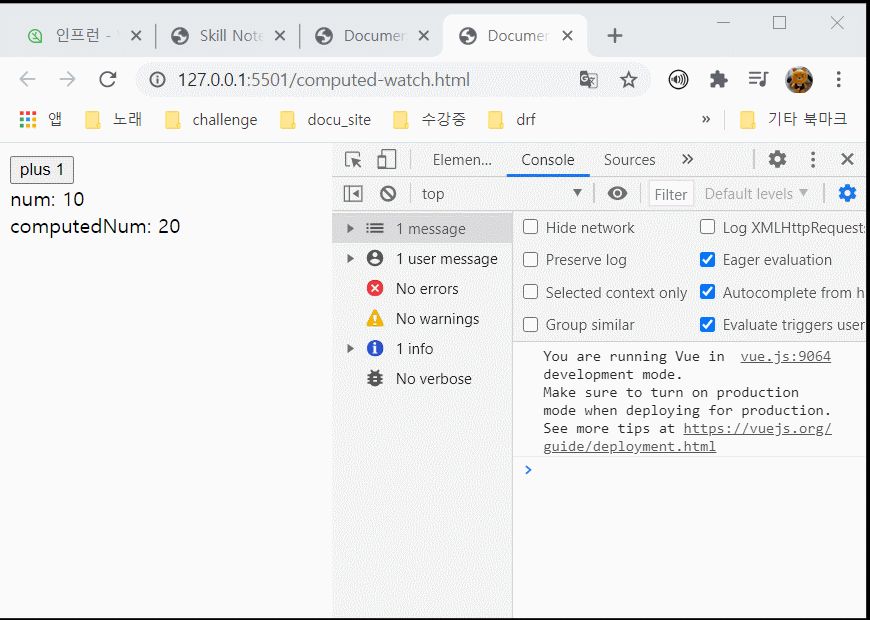 인프런 -
Skill Note
Documen
Documen
127.0.0.1:5501/computed-watch.html
앱
노래
challenge
docu_site
수강중
drf
»
기타 북마크
plus 1
num: 10
computedNum: 20
Elemen...
Console
Sources
»
top
Filter
Default levels
1 message
1 user message
No errors
No warnings
1 info
No verbose
Hide network
Log XMLHttpRequests
Preserve log
Eager evaluation
Selected context only
Autocomplete from h
Group similar
Evaluate triggers user
You are running Vue in vue.js:9064
development mode.
Make sure to turn on production
mode when deploying for production.
See more tips at https://vuejs.org/
guide/deployment.html